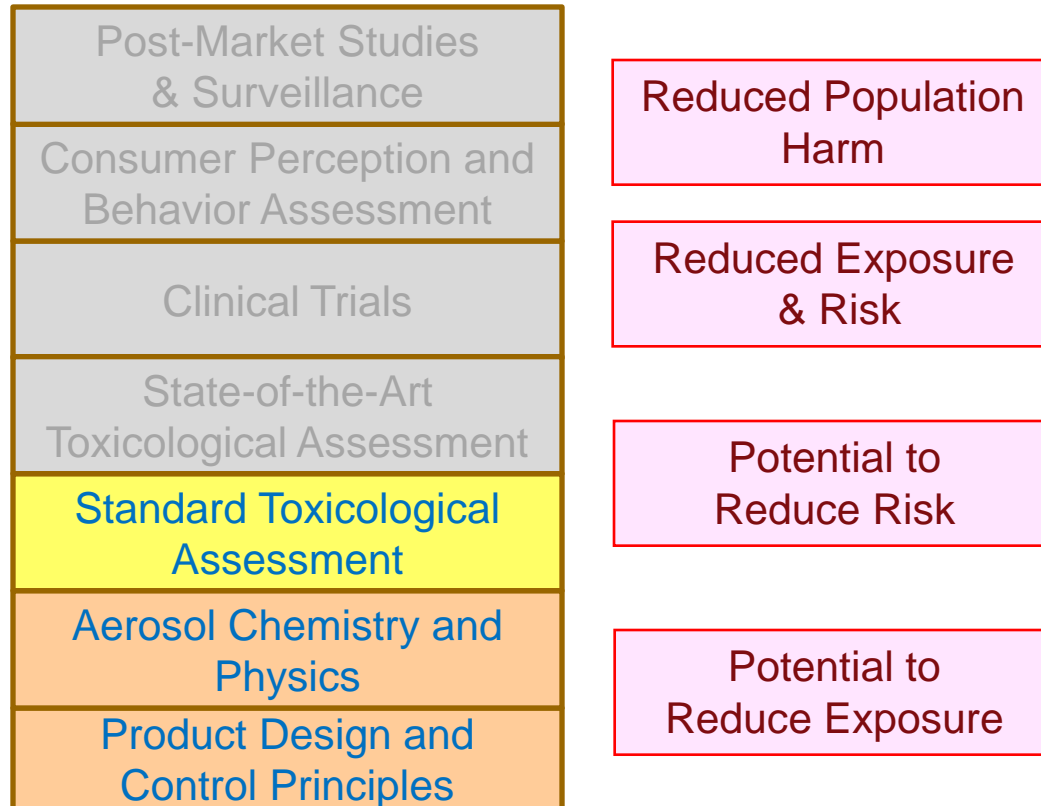 Post-Market Studies
& Surveillance
Consumer Perception and
Behavior Assessment
Clinical Trials
State-of-the-Art
Toxicological Assessment
Standard Toxicological
Assessment
Aerosol Chemistry and
Physics
Product Design and
Control Principles
Reduced Population
Harm
Reduced Exposure
& Risk
Potential to
Reduce Risk
Potential to
Reduce Exposure